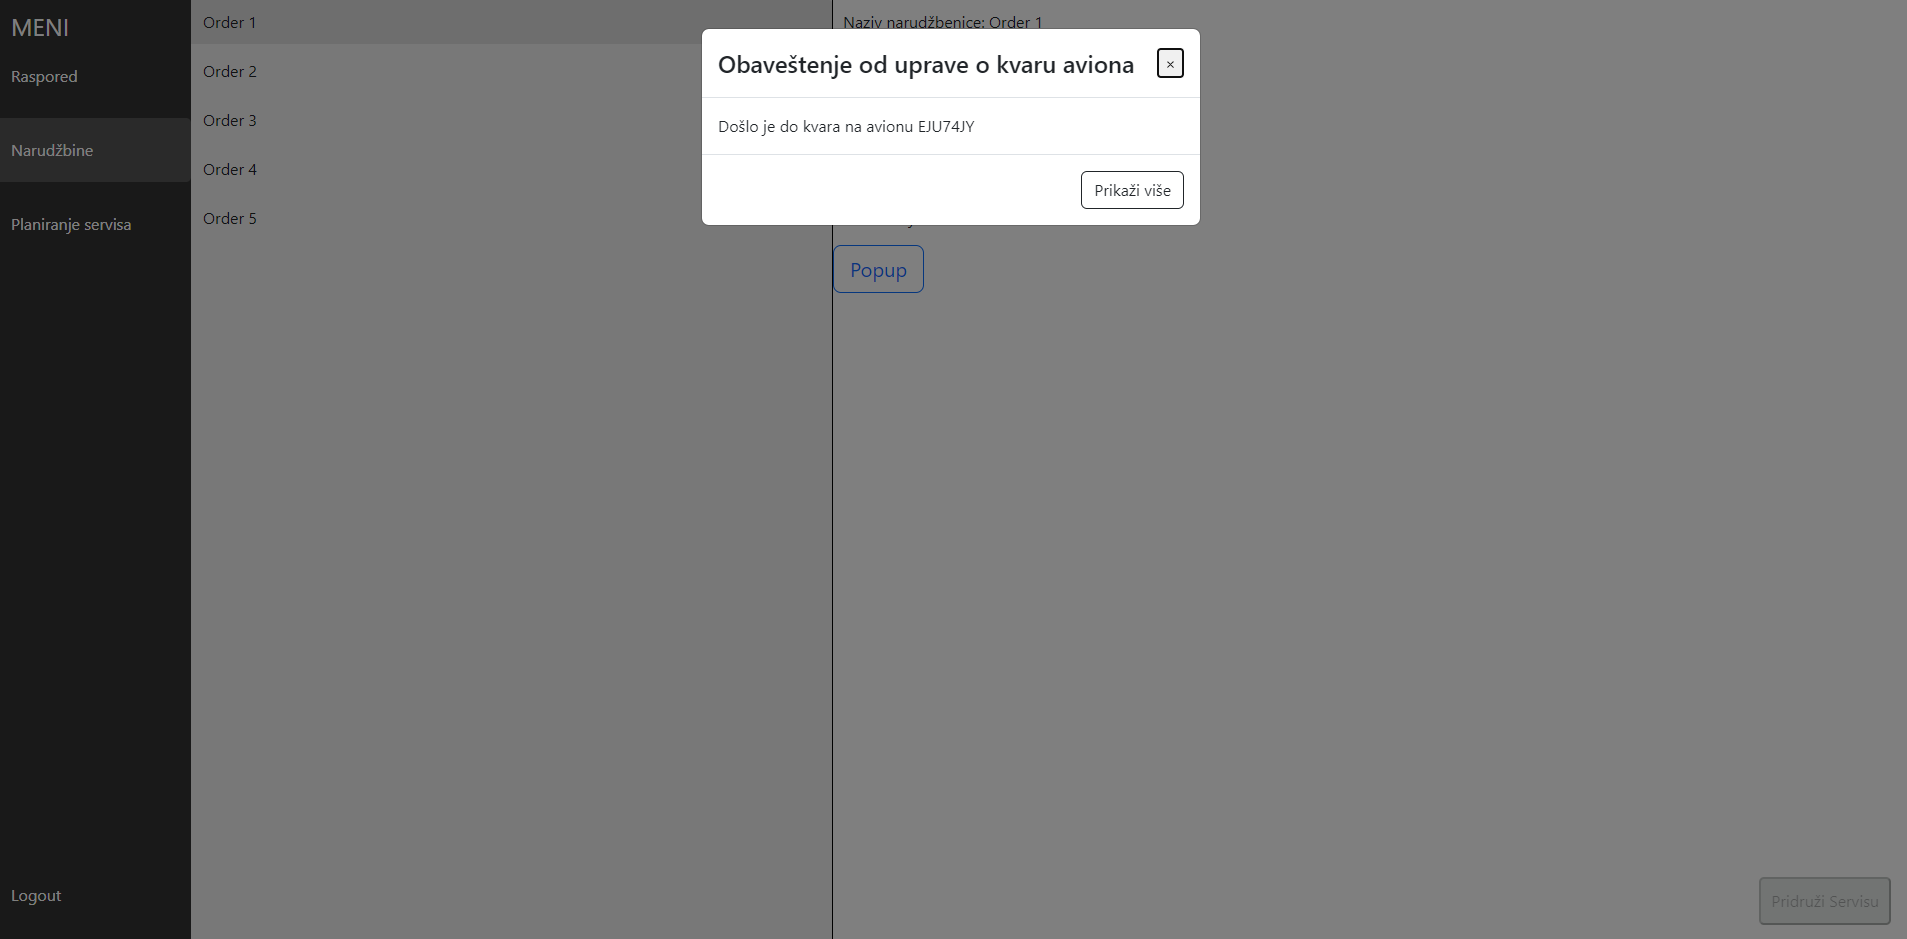 MENI
Raspored
Narudžbine
Planiranje servisa
Logout
Order 1
Order 2
Order 3
Order 4
Order 5
Naziv narudžbenice: Order 1
Obaveštenje od uprave o kvaru aviona
×
Došlo je do kvara na avionu EJU74JY
Prikaži više
Popup
Pridruži Servisu